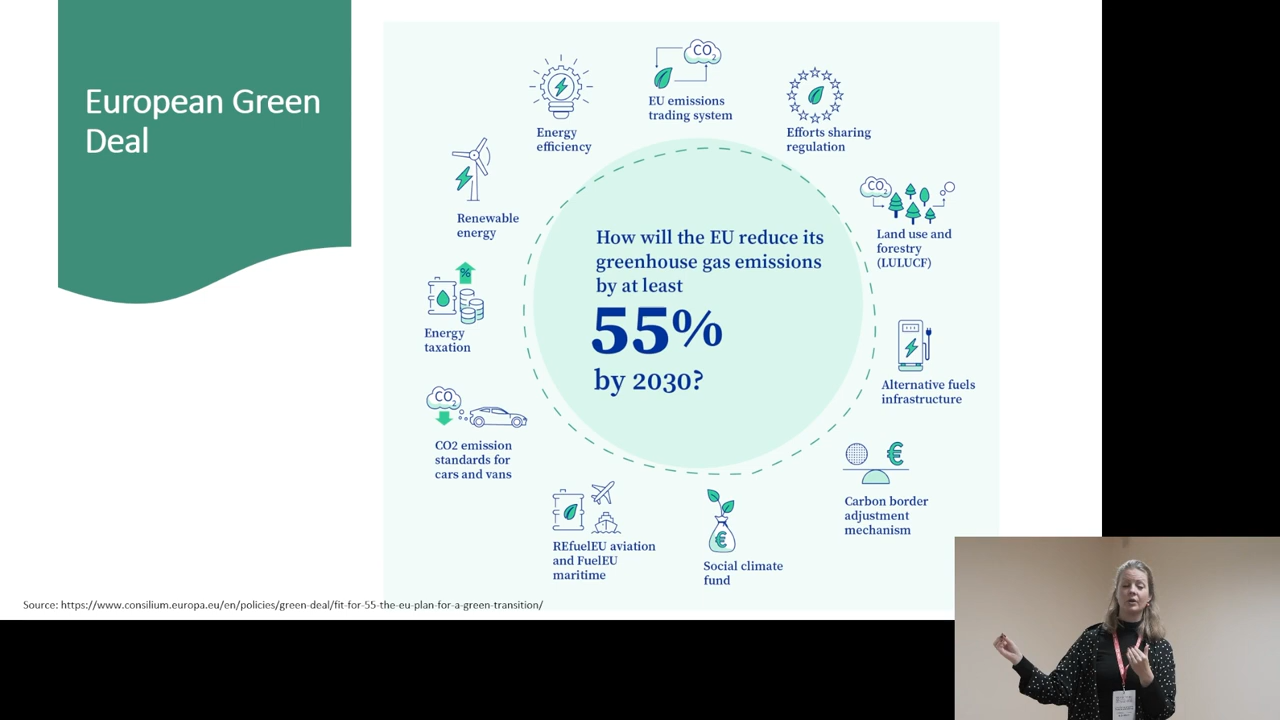 European Green
Deal
CO2
EU emissions
trading system
Energy
efficiency
Efforts sharing
regulation
CO2
Land use and
forestry
(LULUCF)
Renewable
energy
How will the EU reduce its
greenhouse gas emissions
by at least
55%
by 2030?
%
Energy
taxation
Alternative fuels
infrastructure
CO2
CO2 emission
standards for
cars and vans
€
Carbon border
adjustment
mechanism
REfuelEU aviation
and FuelEU
maritime
€
Social climate
fund
Source: https://www.consilium.europa.eu/en/policies/green-deal/fit-for-55-the-eu-plan-for-a-green-transition/